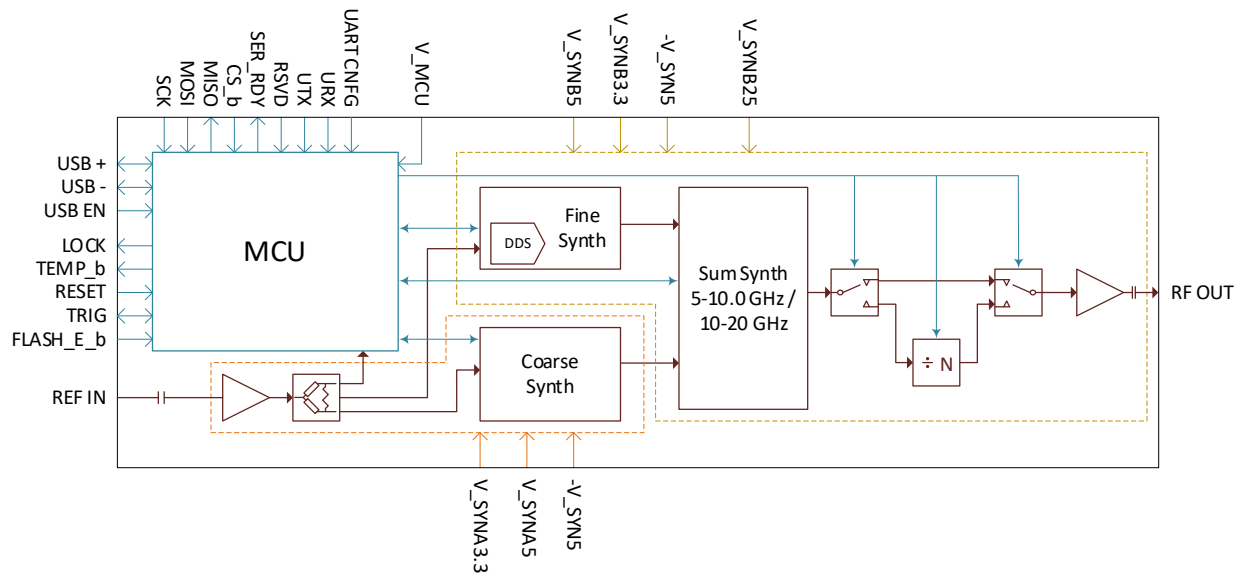 SCK
MOSI
MISO
CS_b
SER_RDY
RSVD
UTX
URX
UART CNFG
V_MCU
V_SYNB5
V_SYNB3.3
-V_SYN5
V_SYNB25
USB +
USB -
USB EN
LOCK
TEMP_b
RESET
TRIG
FLASH_E_b
REF IN
MCU
Fine
Synth
DDS
Coarse
Synth
Sum Synth
5-10.0 GHz /
10-20 GHz
÷ N
RF OUT
V_SYNA3.3
V_SYNA5
-V_SYN5